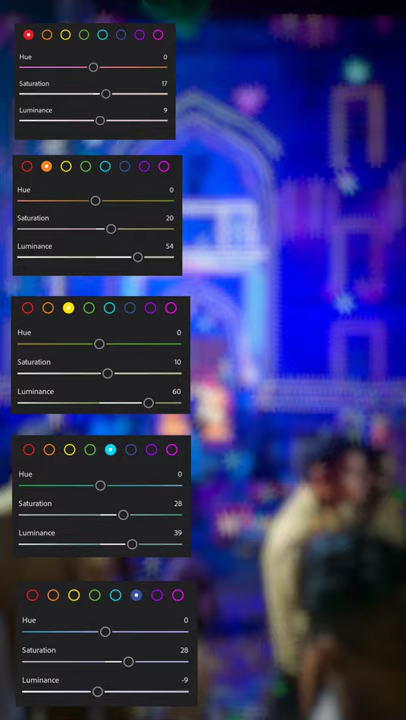 Hue 0
Saturation 17
Luminance 9
Hue 0
Saturation 20
Luminance 54
Hue 0
Saturation 10
Luminance 60
Hue 0
Saturation 28
Luminance 39
Hue 0
Saturation 28
Luminance -9